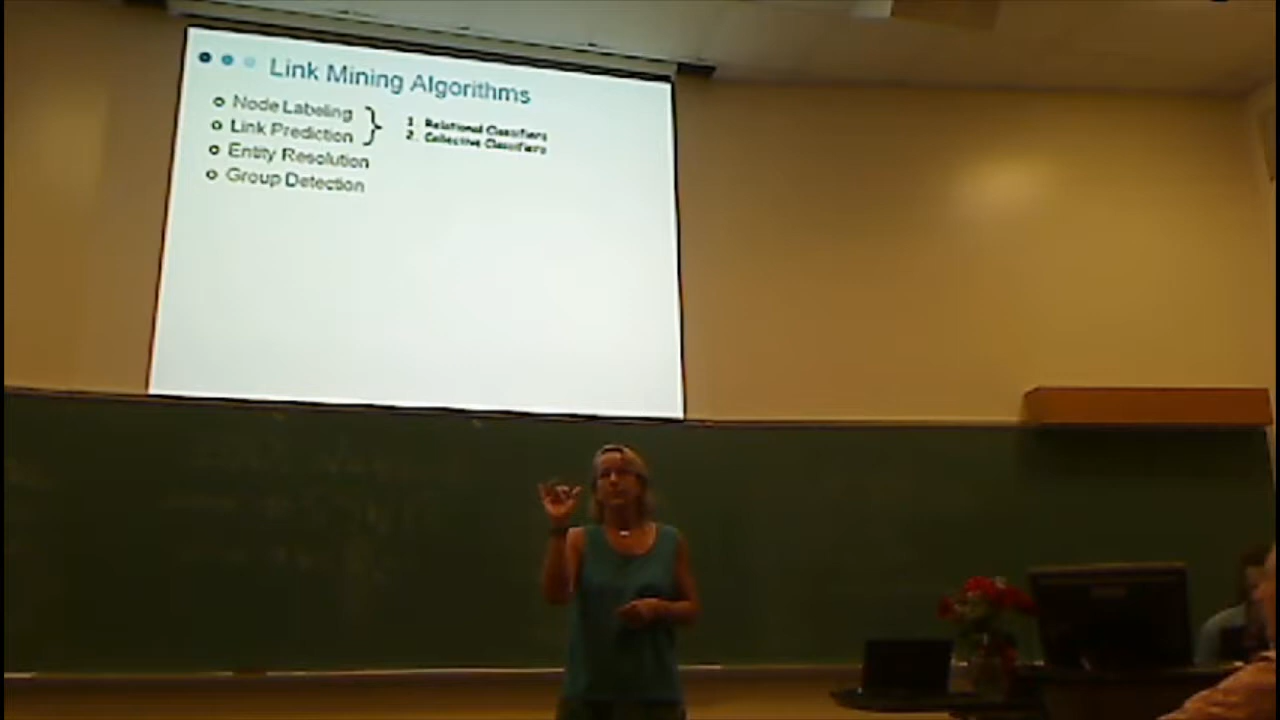 Link Mining Algorithms
Node Labeling
Link Prediction
Entity Resolution
Group Detection
1. Relational Classifiers
2. Collective Classifiers